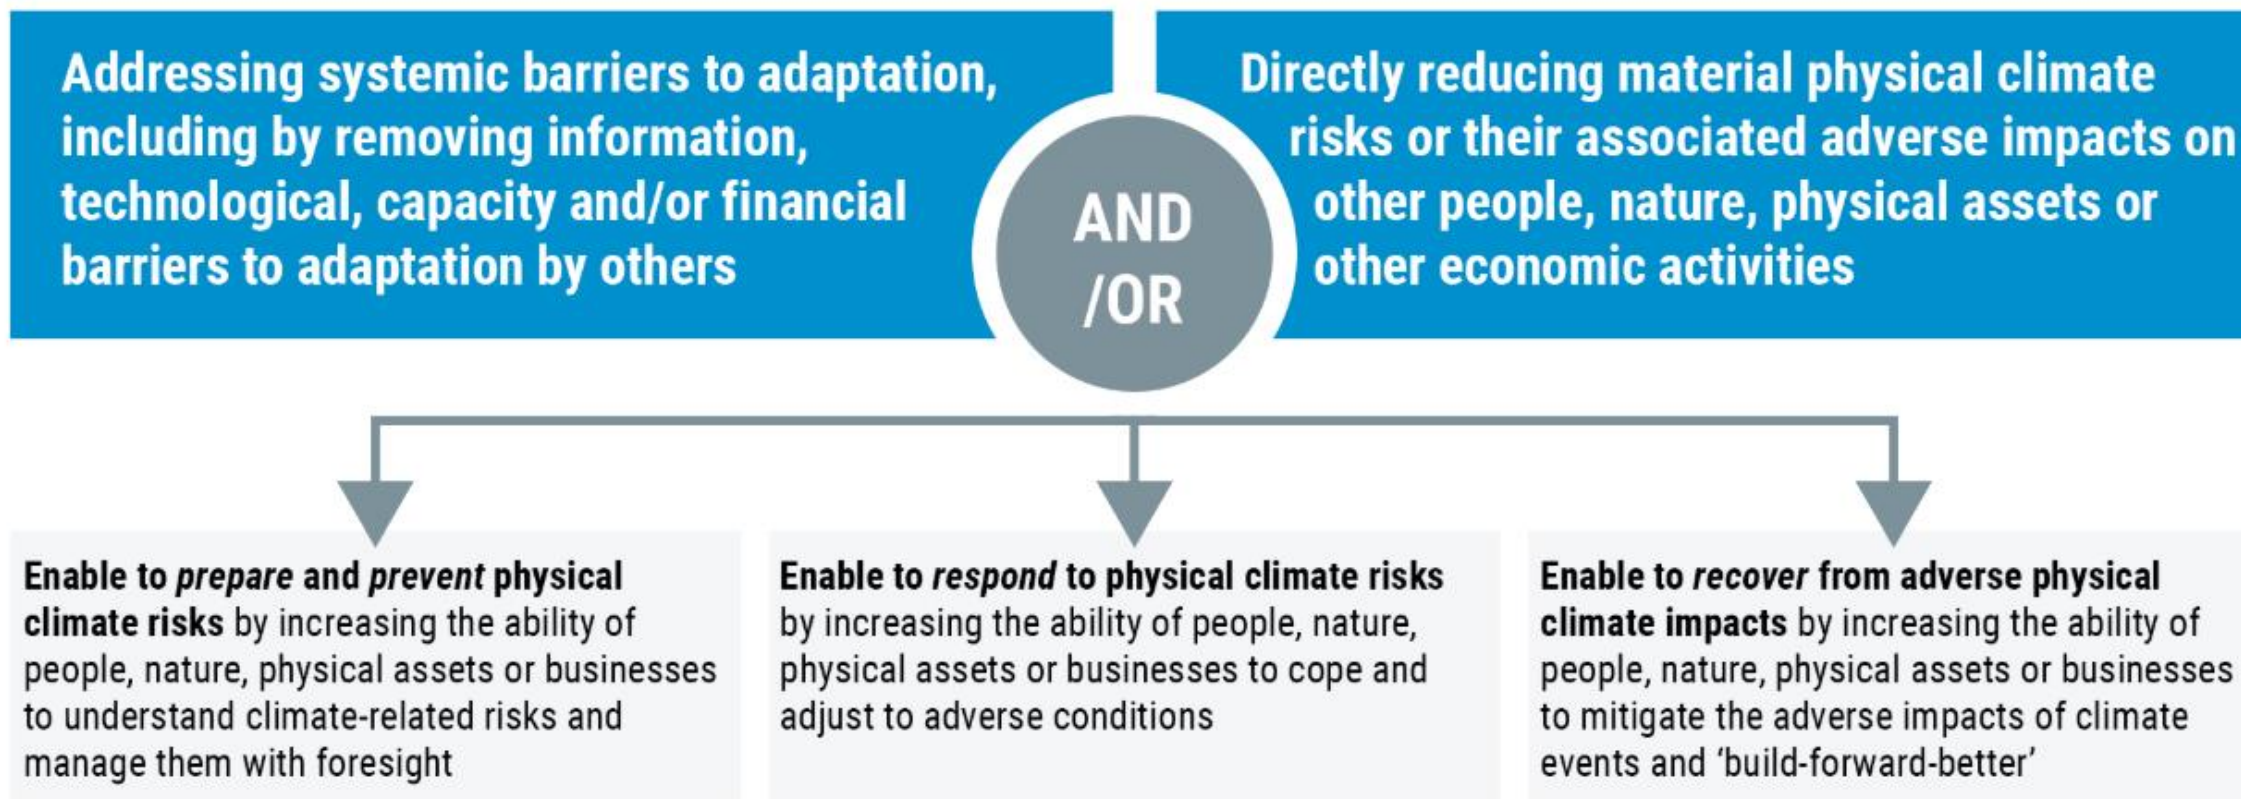 Addressing systemic barriers to adaptation,
including by removing information,
technological, capacity and/or financial
barriers to adaptation by others
AND
/OR
Directly reducing material physical climate
risks or their associated adverse impacts on
other people, nature, physical assets or
other economic activities
Enable to prepare and prevent physical
climate risks by increasing the ability of
people, nature, physical assets or businesses
to understand climate-related risks and
manage them with foresight
Enable to respond to physical climate risks
by increasing the ability of people, nature,
physical assets or businesses to cope and
adjust to adverse conditions
Enable to recover from adverse physical
climate impacts by increasing the ability of
people, nature, physical assets or businesses
to mitigate the adverse impacts of climate
events and ‘build-forward-better’